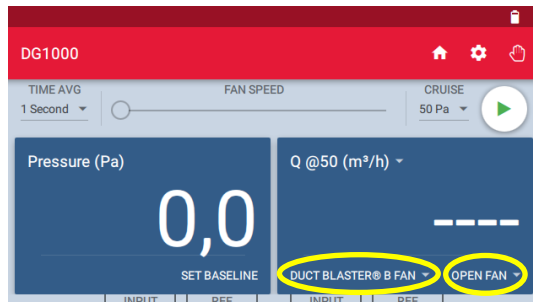 DG1000
TIME AVG FAN SPEED CRUISE
1 Second 50 Pa
Pressure (Pa) Q @50 (m³/h)
0,0 ----
SET BASELINE DUCT BLASTER® B FAN OPEN FAN
INPUT REF INPUT REF